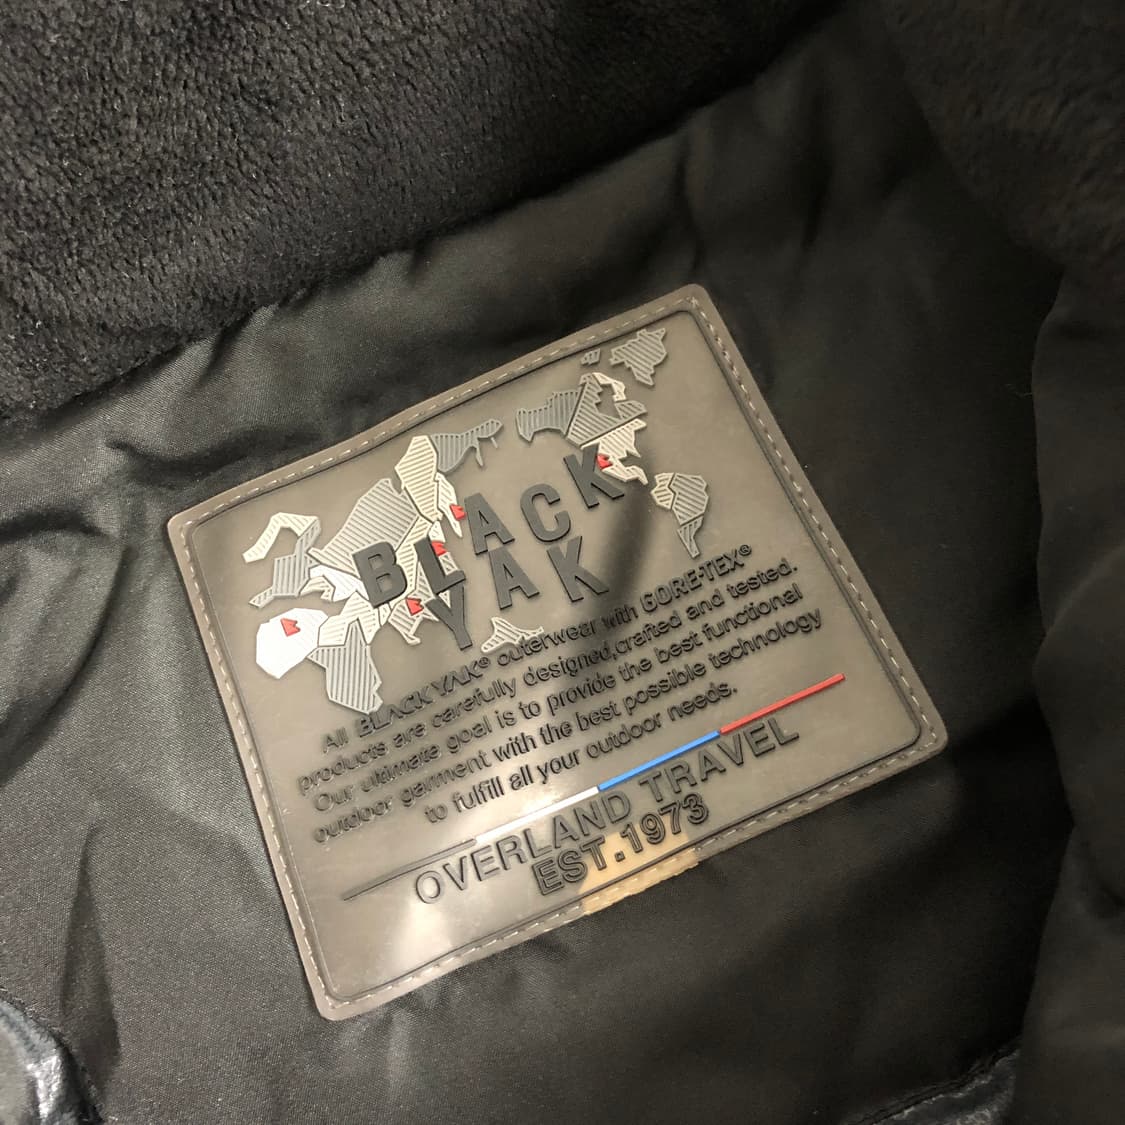 BLACK
YAK
All BLACKYAK® outerwear with GORE-TEX®
products are carefully designed,crafted and tested.
Our ultimate goal is to provide the best functional
outdoor garment with the best possible technology
to fulfill all your outdoor needs.
OVERLAND TRAVEL
EST.1973